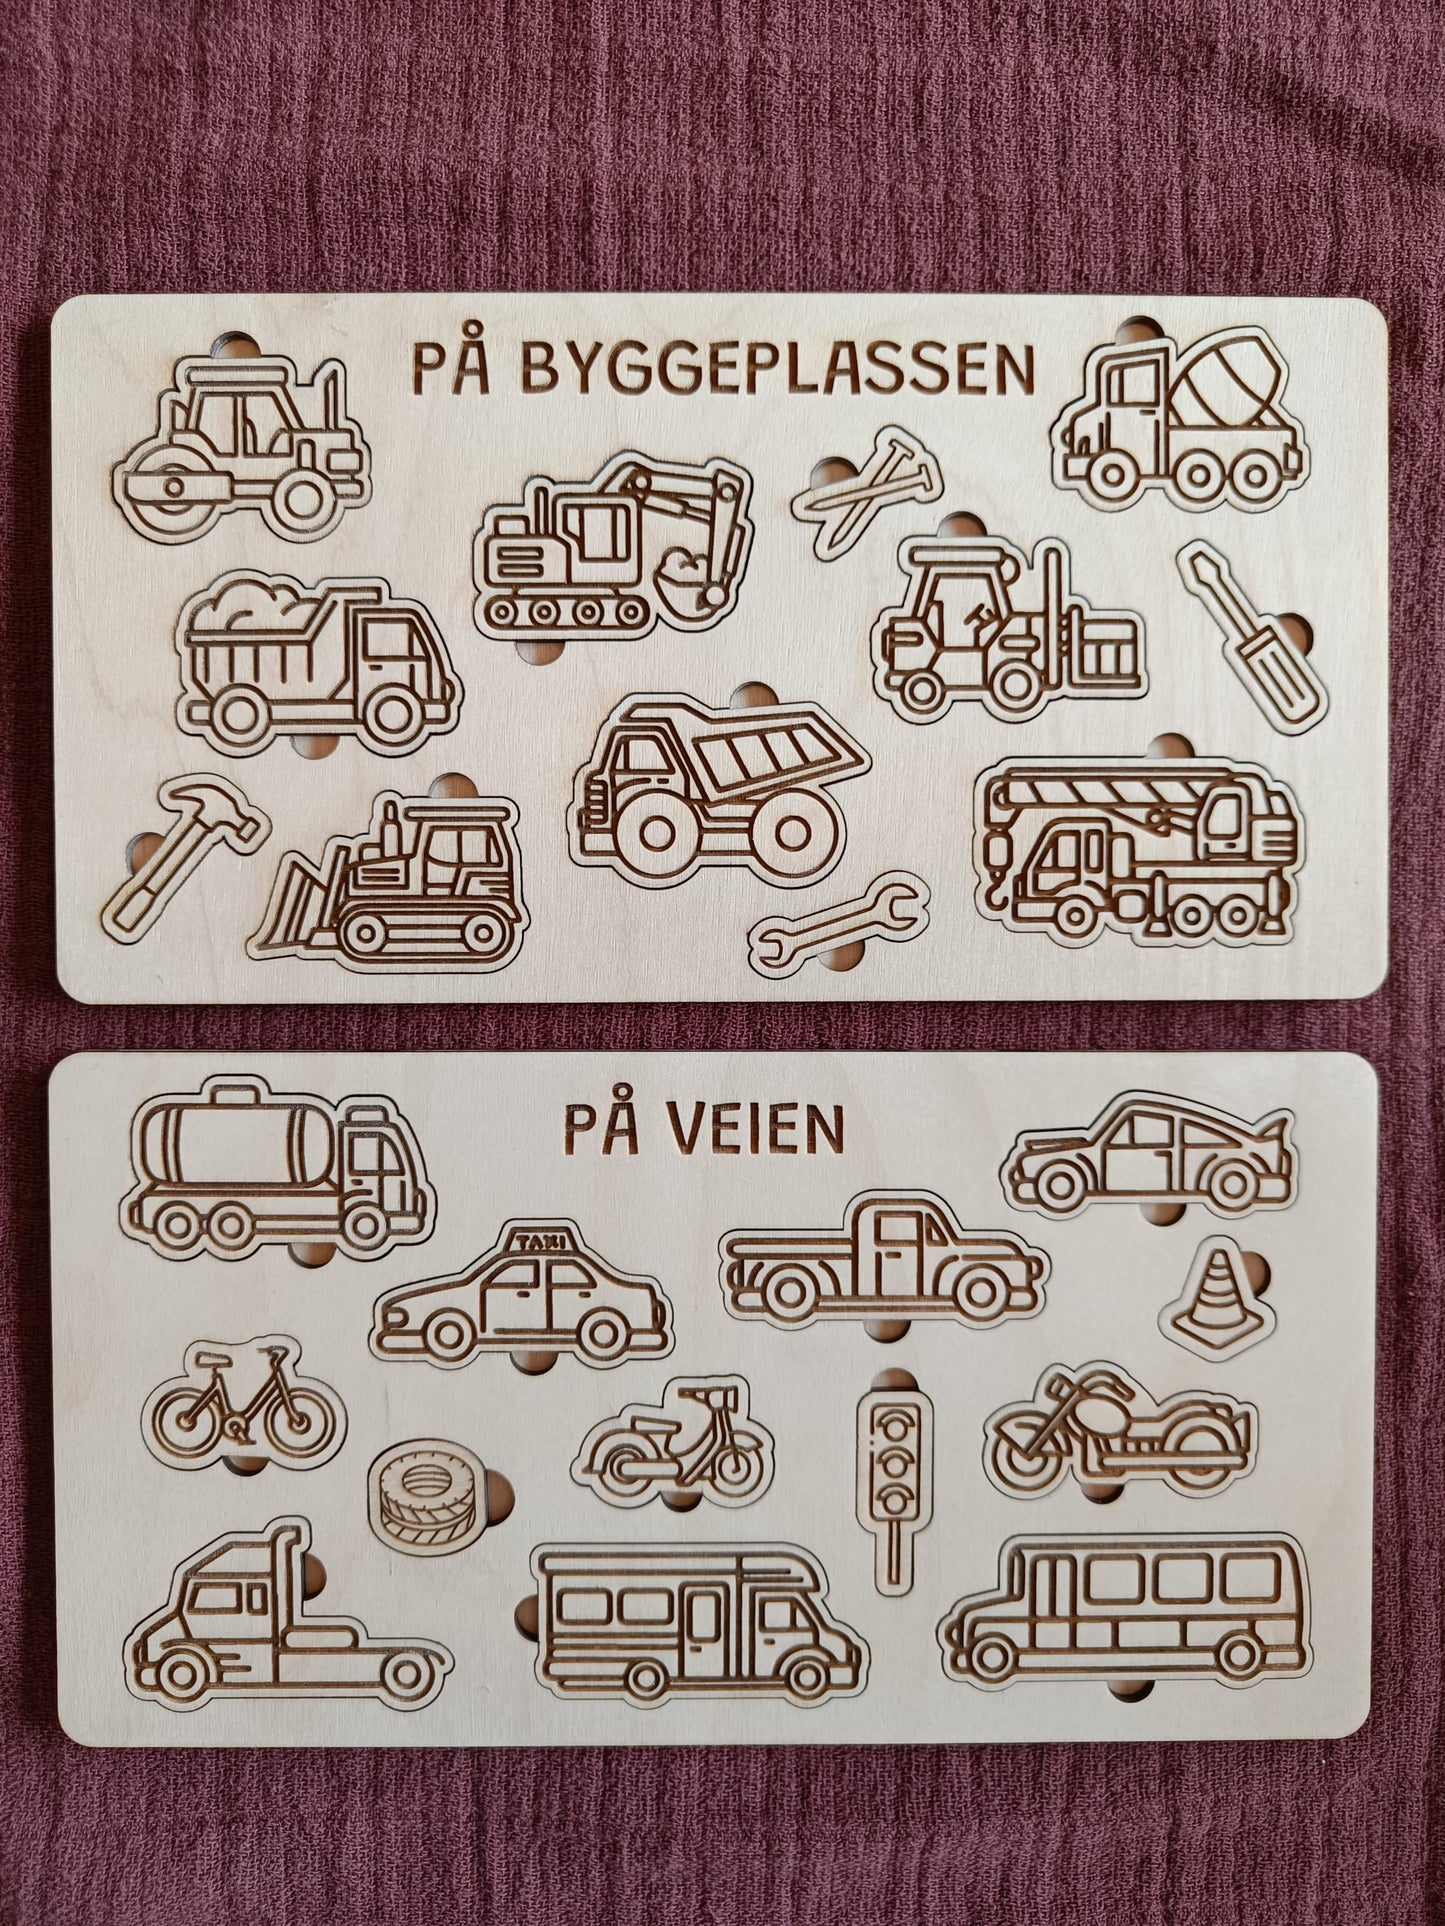 PÅ BYGGEPLASSEN
PÅ VEIEN
TAXI